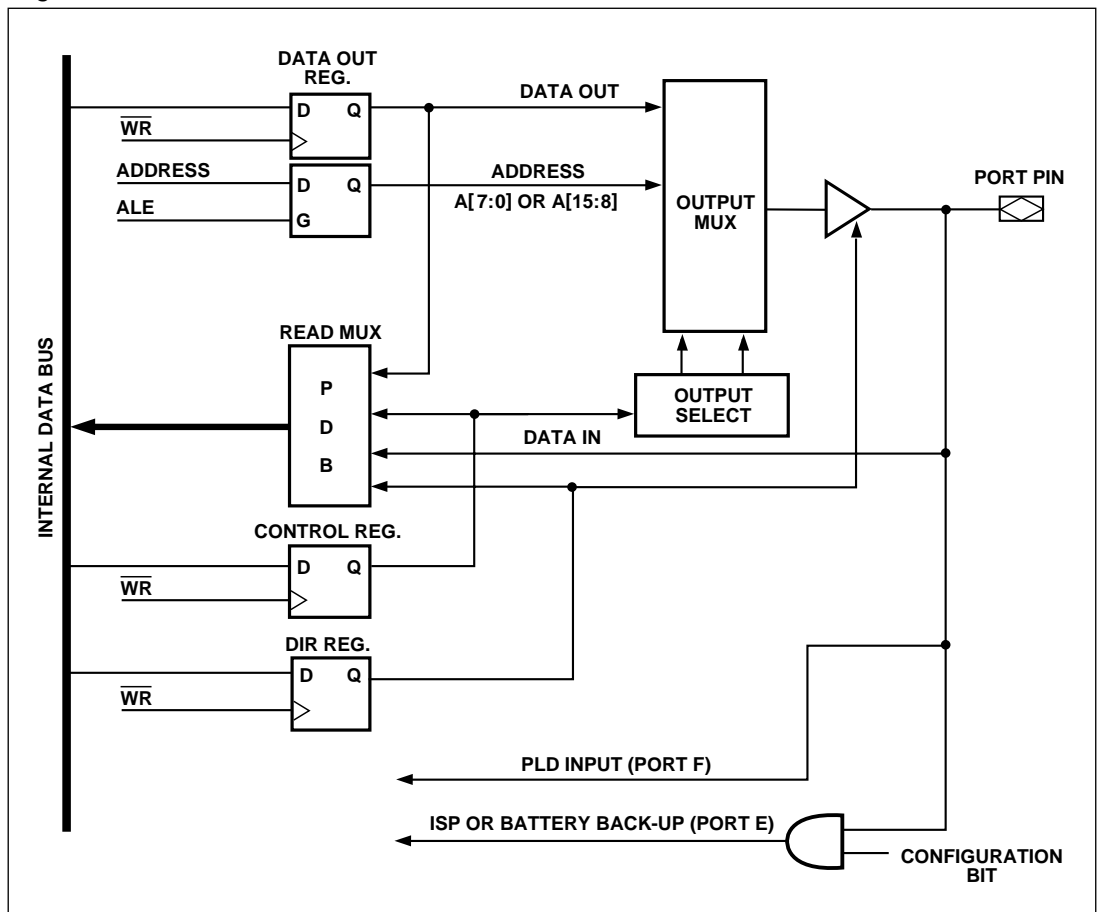 DATA OUT
REG.
D Q
WR
DATA OUT
ADDRESS
D Q
ALE
G
ADDRESS
A[7:0] OR A[15:8]
OUTPUT
MUX
PORT PIN
READ MUX
P
D
B
OUTPUT
SELECT
DATA IN
INTERNAL DATA BUS
CONTROL REG.
D Q
WR
DIR REG.
D Q
WR
PLD INPUT (PORT F)
ISP OR BATTERY BACK-UP (PORT E)
CONFIGURATION
BIT